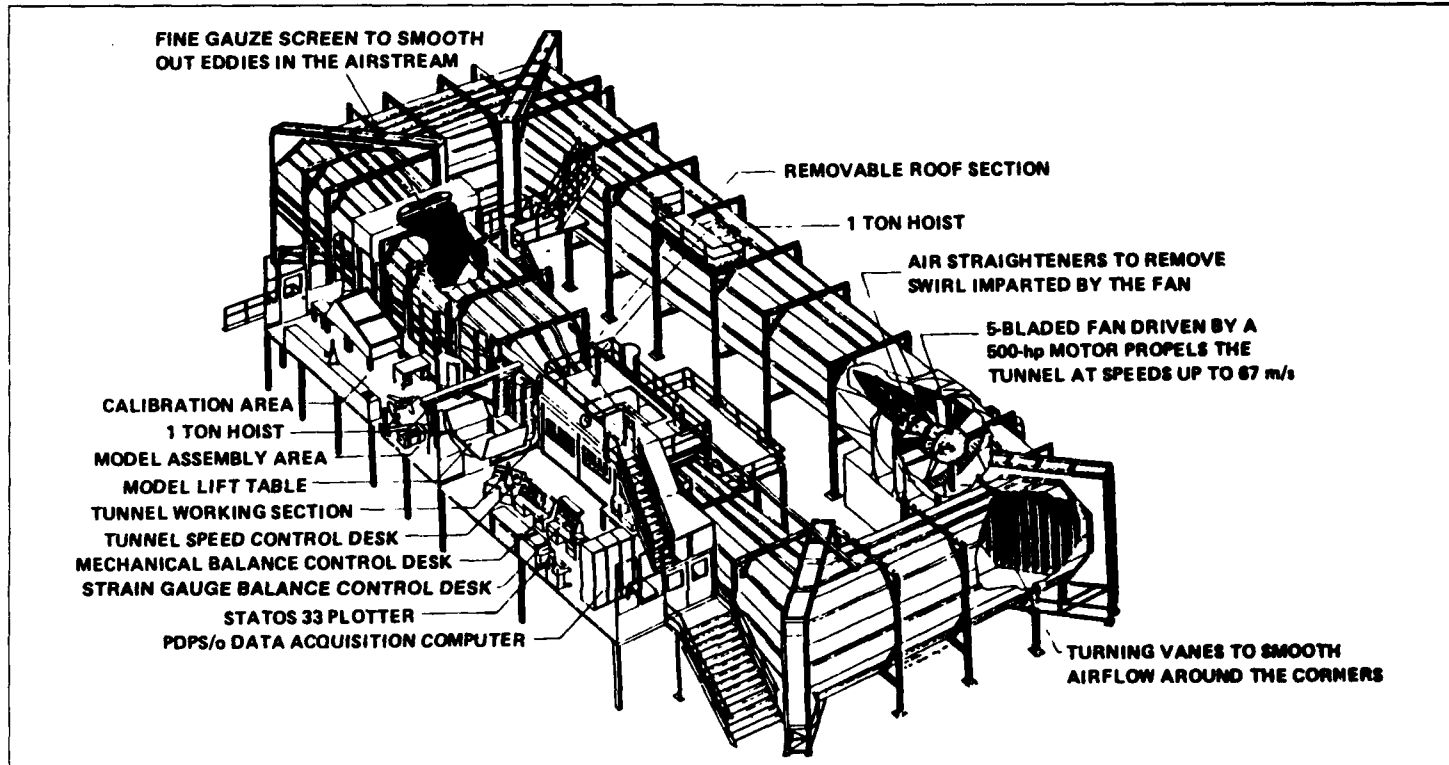 FINE GAUZE SCREEN TO SMOOTH
OUT EDDIES IN THE AIRSTREAM
REMOVABLE ROOF SECTION
1 TON HOIST
AIR STRAIGHTENERS TO REMOVE
SWIRL IMPARTED BY THE FAN
5-BLADED FAN DRIVEN BY A
500-hp MOTOR PROPELS THE
TUNNEL AT SPEEDS UP TO 67 m/s
CALIBRATION AREA
1 TON HOIST
MODEL ASSEMBLY AREA
MODEL LIFT TABLE
TUNNEL WORKING SECTION
TUNNEL SPEED CONTROL DESK
MECHANICAL BALANCE CONTROL DESK
STRAIN GAUGE BALANCE CONTROL DESK
STATOS 33 PLOTTER
PDPS/o DATA ACQUISITION COMPUTER
TURNING VANES TO SMOOTH
AIRFLOW AROUND THE CORMERS